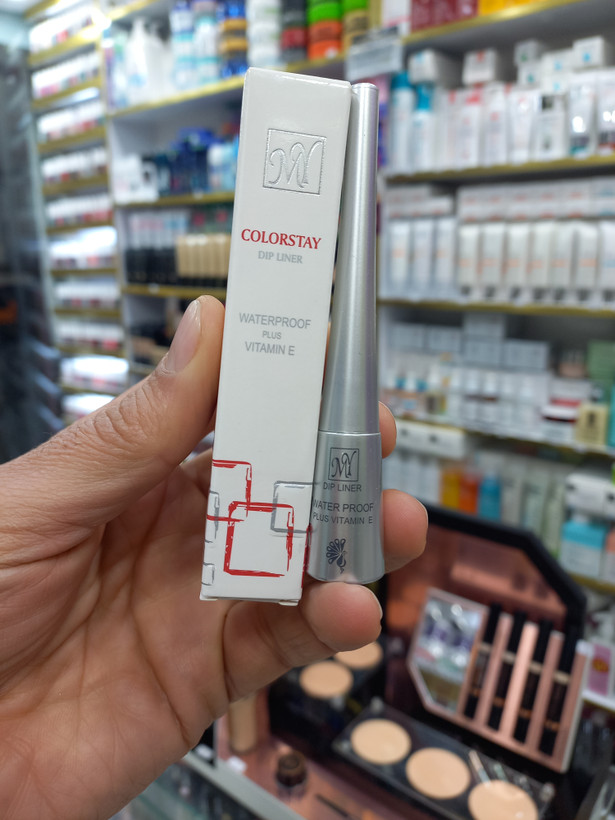 MY
COLORSTAY
DIP LINER
WATERPROOF
PLUS
VITAMIN E
MY
DIP LINER
WATER PROOF
PLUS VITAMIN E